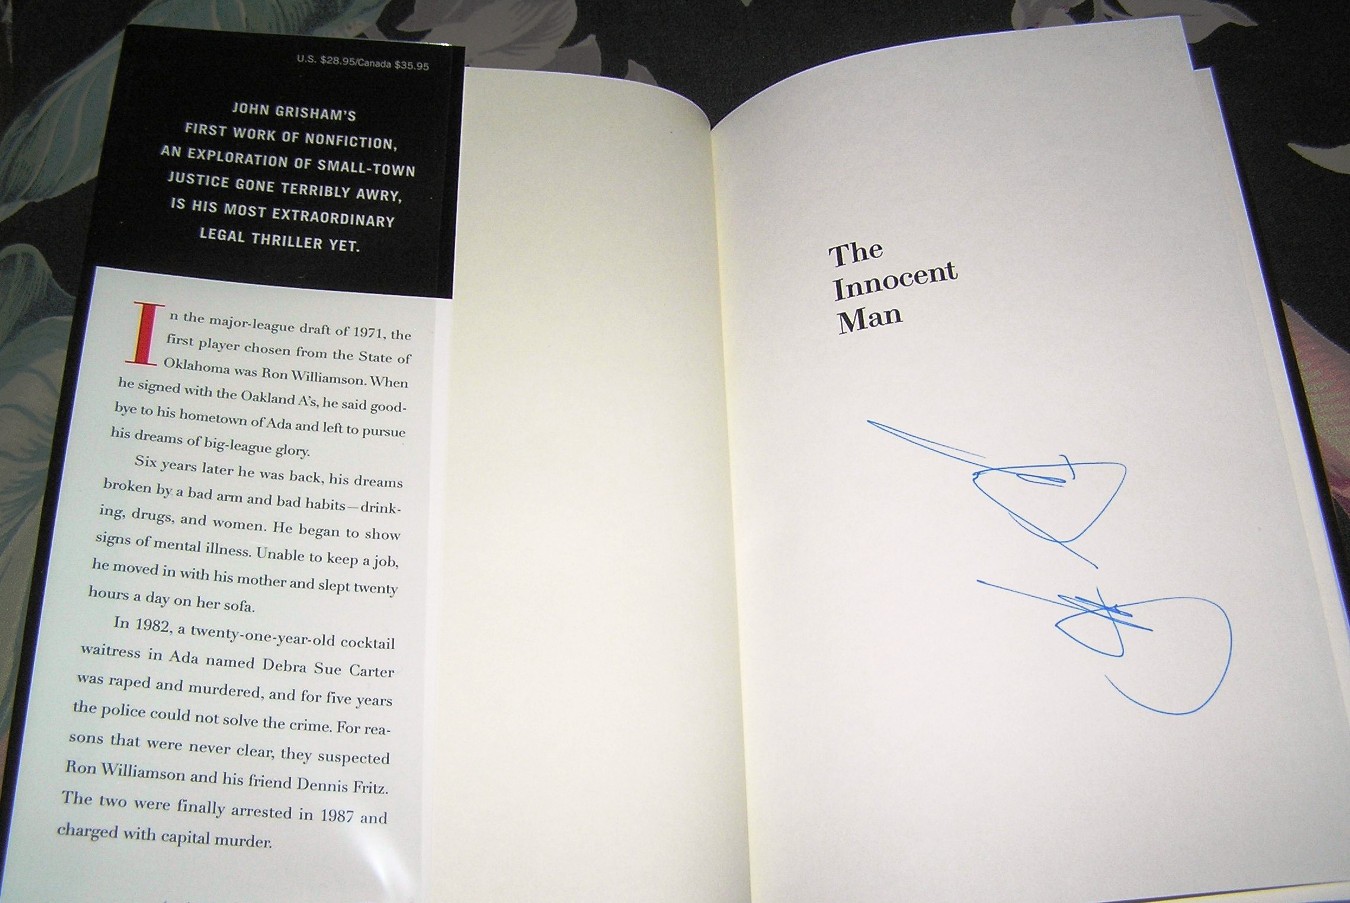 U.S. $28.95/Canada $35.95
JOHN GRISHAM'S
FIRST WORK OF NONFICTION,
AN EXPLORATION OF SMALL-TOWN
JUSTICE GONE TERRIBLY AWRY,
IS HIS MOST EXTRAORDINARY
LEGAL THRILLER YET.
In the major-league draft of 1971, the
first player chosen from the State of
Oklahoma was Ron Williamson. When
he signed with the Oakland A's, he said good-
bye to his hometown of Ada and left to pursue
his dreams of big-league glory.
Six years later he was back, his dreams
broken by a bad arm and bad habits—drink-
ing, drugs, and women. He began to show
signs of mental illness. Unable to keep a job,
he moved in with his mother and slept twenty
hours a day on her sofa.
In 1982, a twenty-one-year-old cocktail
waitress in Ada named Debra Sue Carter
was raped and murdered, and for five years
the police could not solve the crime. For rea-
sons that were never clear, they suspected
Ron Williamson and his friend Dennis Fritz.
The two were finally arrested in 1987 and
charged with capital murder.
The
Innocent
Man